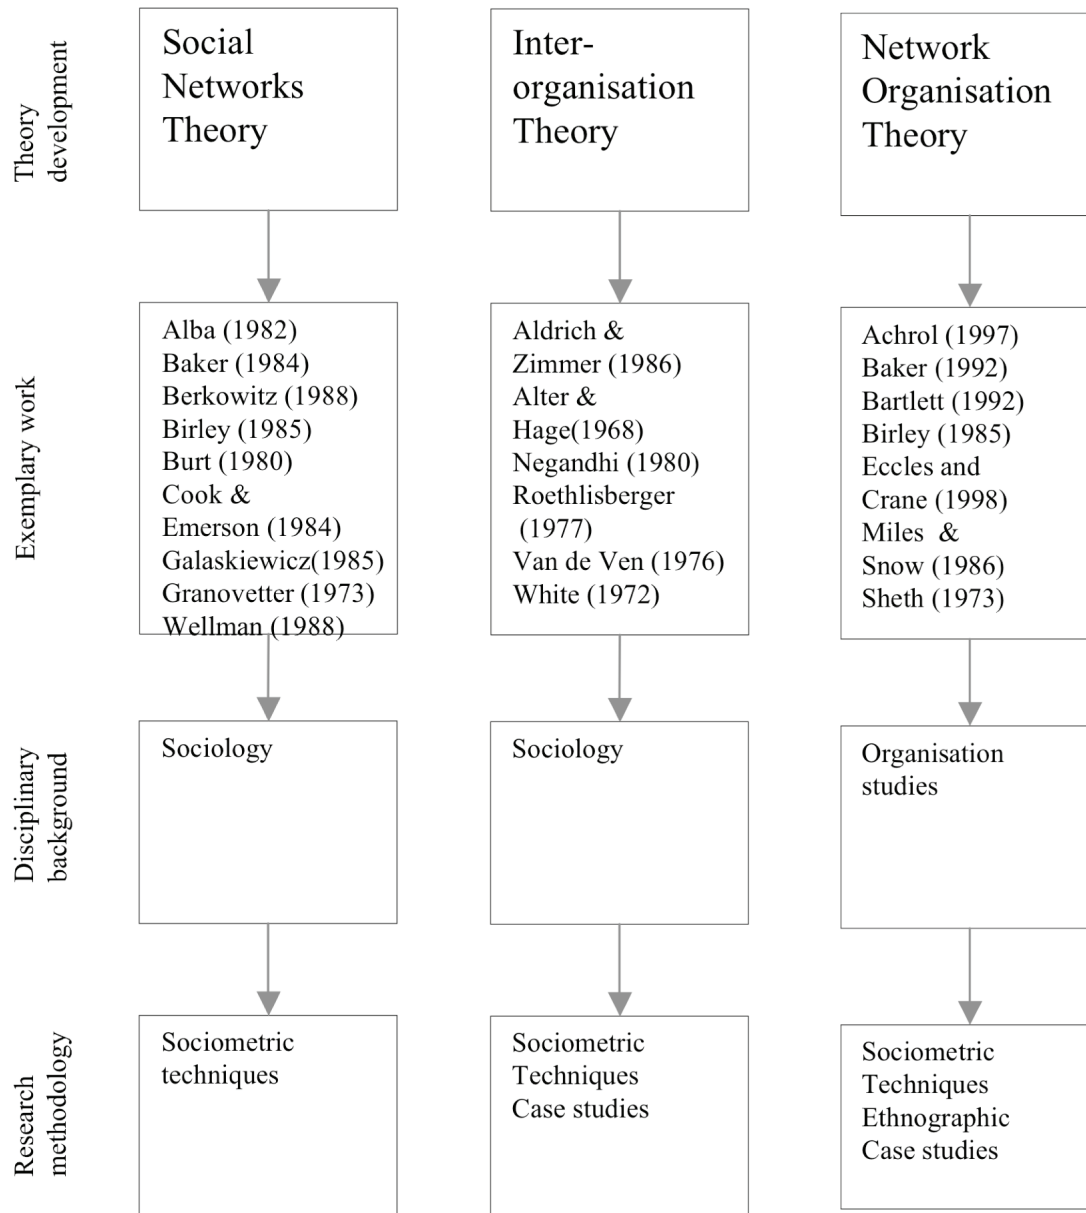 Theory
development
Social
Networks
Theory
Inter-
organisation
Theory
Network
Organisation
Theory
Exemplary work
Alba (1982)
Baker (1984)
Berkowitz (1988)
Birley (1985)
Burt (1980)
Cook &
Emerson (1984)
Galaskiewicz(1985)
Granovetter (1973)
Wellman (1988)
Aldrich &
Zimmer (1986)
Alter &
Hage(1968)
Negandhi (1980)
Roethlisberger
(1977)
Van de Ven (1976)
White (1972)
Achrol (1997)
Baker (1992)
Bartlett (1992)
Birley (1985)
Eccles and
Crane (1998)
Miles &
Snow (1986)
Sheth (1973)
Disciplinary
background
Sociology
Sociology
Organisation
studies
Research
methodology
Sociometric
techniques
Sociometric
Techniques
Case studies
Sociometric
Techniques
Ethnographic
Case studies